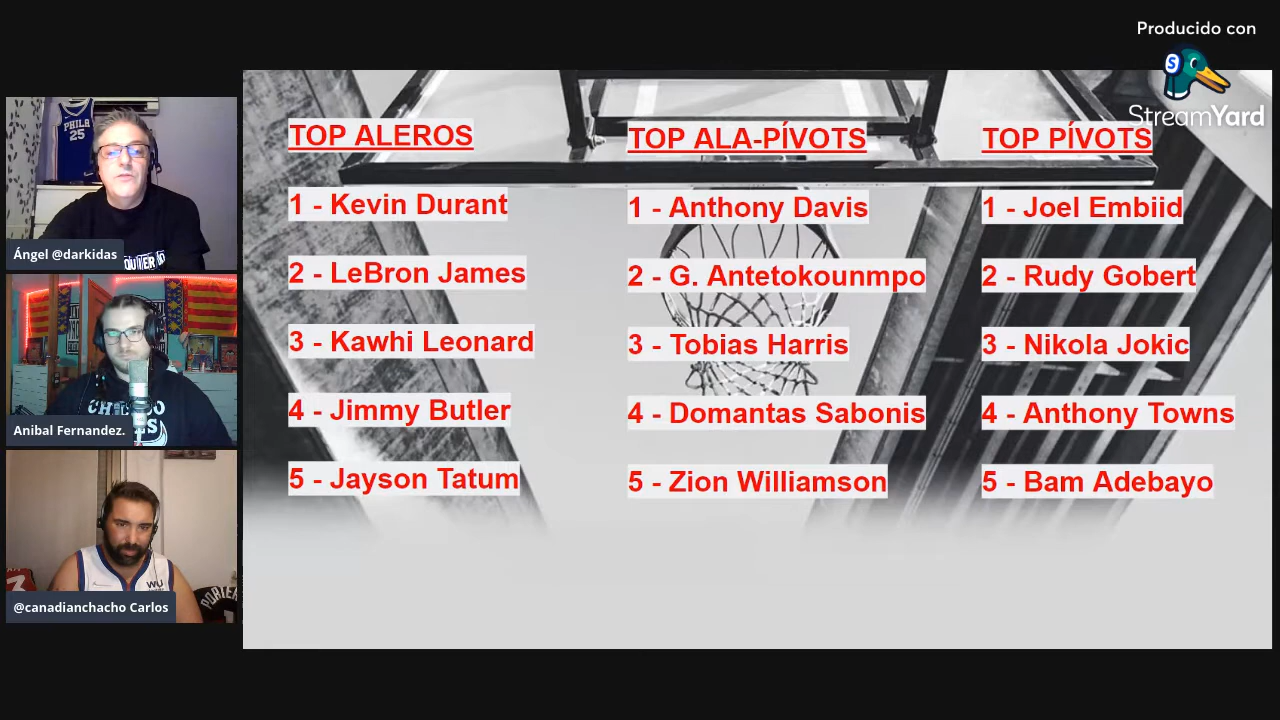 Producido con
StreamYard
PHILA
25
Ángel @darkidas
Anibal Fernandez.
@canadianchacho Carlos
WU
TOP ALEROS
1 - Kevin Durant
2 - LeBron James
3 - Kawhi Leonard
4 - Jimmy Butler
5 - Jayson Tatum
TOP ALA-PÍVOTS
1 - Anthony Davis
2 - G. Antetokounmpo
3 - Tobias Harris
4 - Domantas Sabonis
5 - Zion Williamson
TOP PÍVOTS
1 - Joel Embiid
2 - Rudy Gobert
3 - Nikola Jokic
4 - Anthony Towns
5 - Bam Adebayo